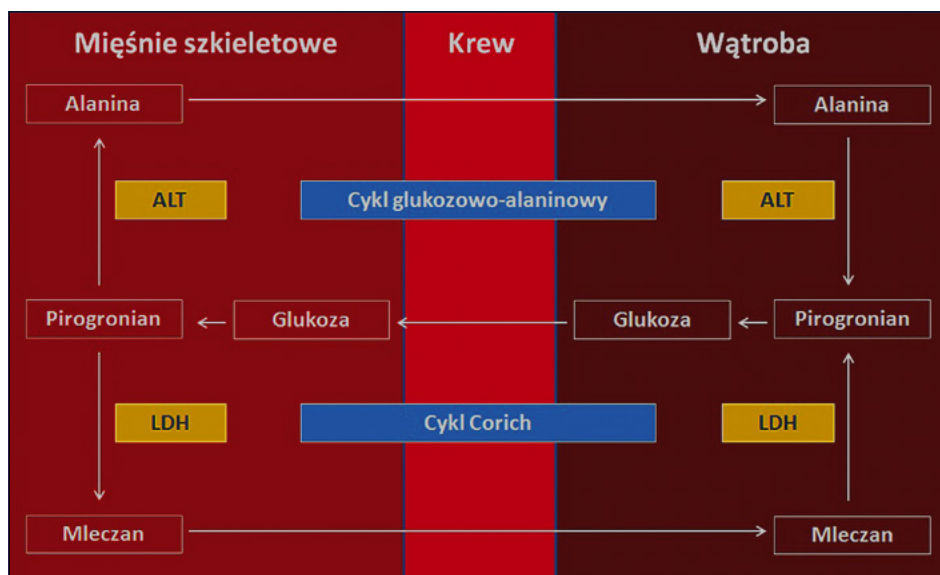 Mięśnie szkieletowe
Krew
Wątroba
Alanina
Alanina
ALT
Cykl glukozowo-alaninowy
ALT
Pirogronian
Glukoza
Glukoza
Pirogronian
LDH
Cykl Corich
LDH
Mleczan
Mleczan